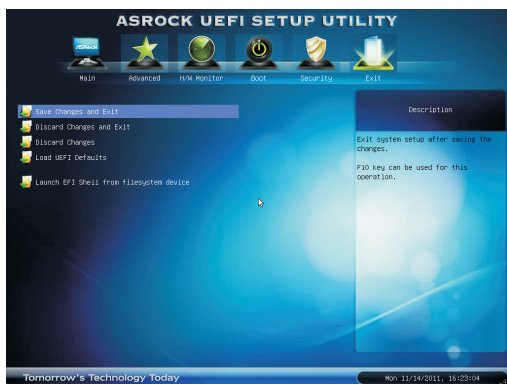 ASROCK UEFI SETUP UTILITY
ASRock
Main Advanced H/W Monitor Boot Security Exit
Save Changes and Exit
Discard Changes and Exit
Discard Changes
Load UEFI Defaults
Launch EFI Shell from filesystem device
Description
Exit system setup after saving the
changes.
F10 key can be used for this
operation.
Tomorrow's Technology Today
Mon 11/14/2011, 16:23:04